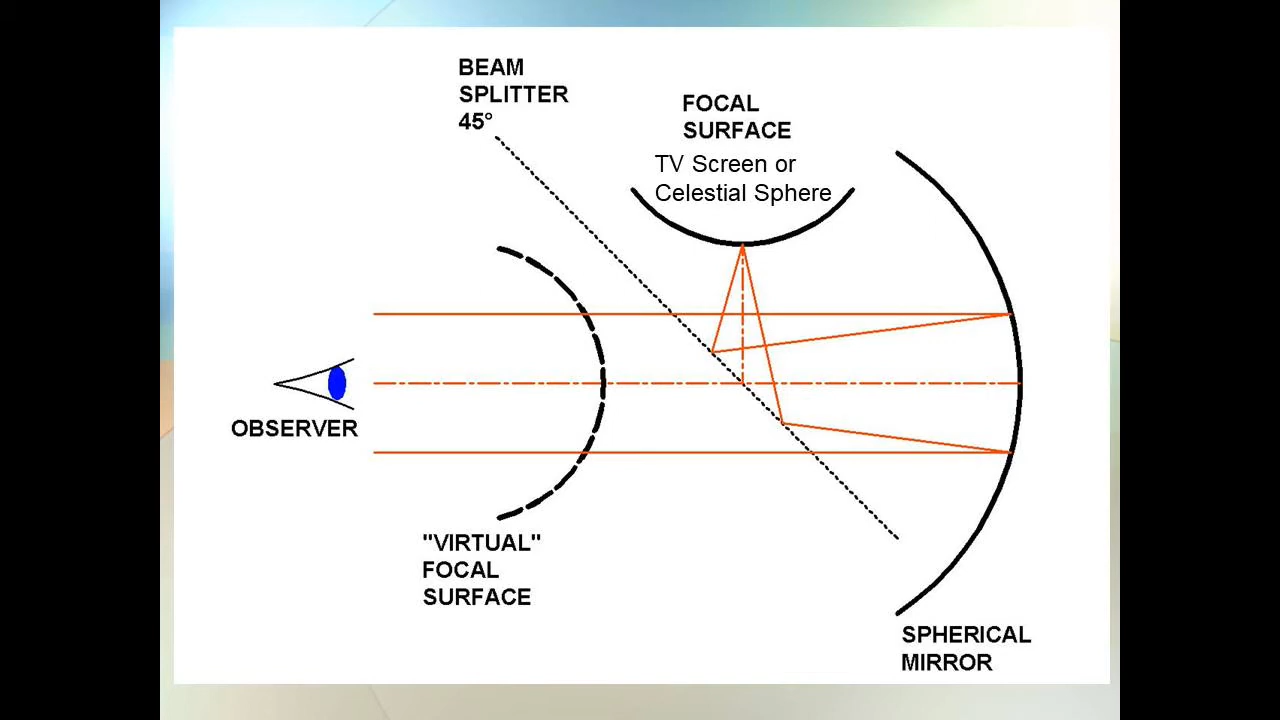 BEAM
SPLITTER
45°
FOCAL
SURFACE
TV Screen or
Celestial Sphere
OBSERVER
"VIRTUAL"
FOCAL
SURFACE
SPHERICAL
MIRROR